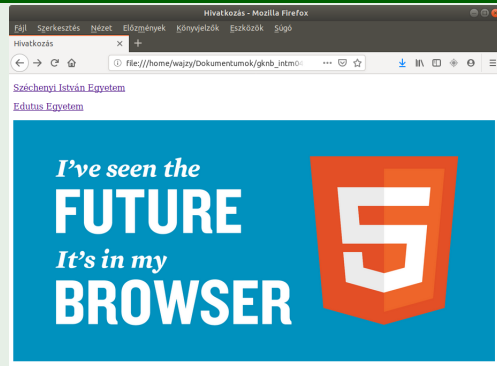 Hivatkozás - Mozilla Firefox
Fájl Szerkesztés Nézet Előzmények Könyvjelzők Eszközök Súgó
Hivatkozás
file:///home/wajzy/Dokumentumok/gknb_intm04
Széchenyi István Egyetem
Edutus Egyetem
I've seen the
FUTURE
It's in my
BROWSER
5